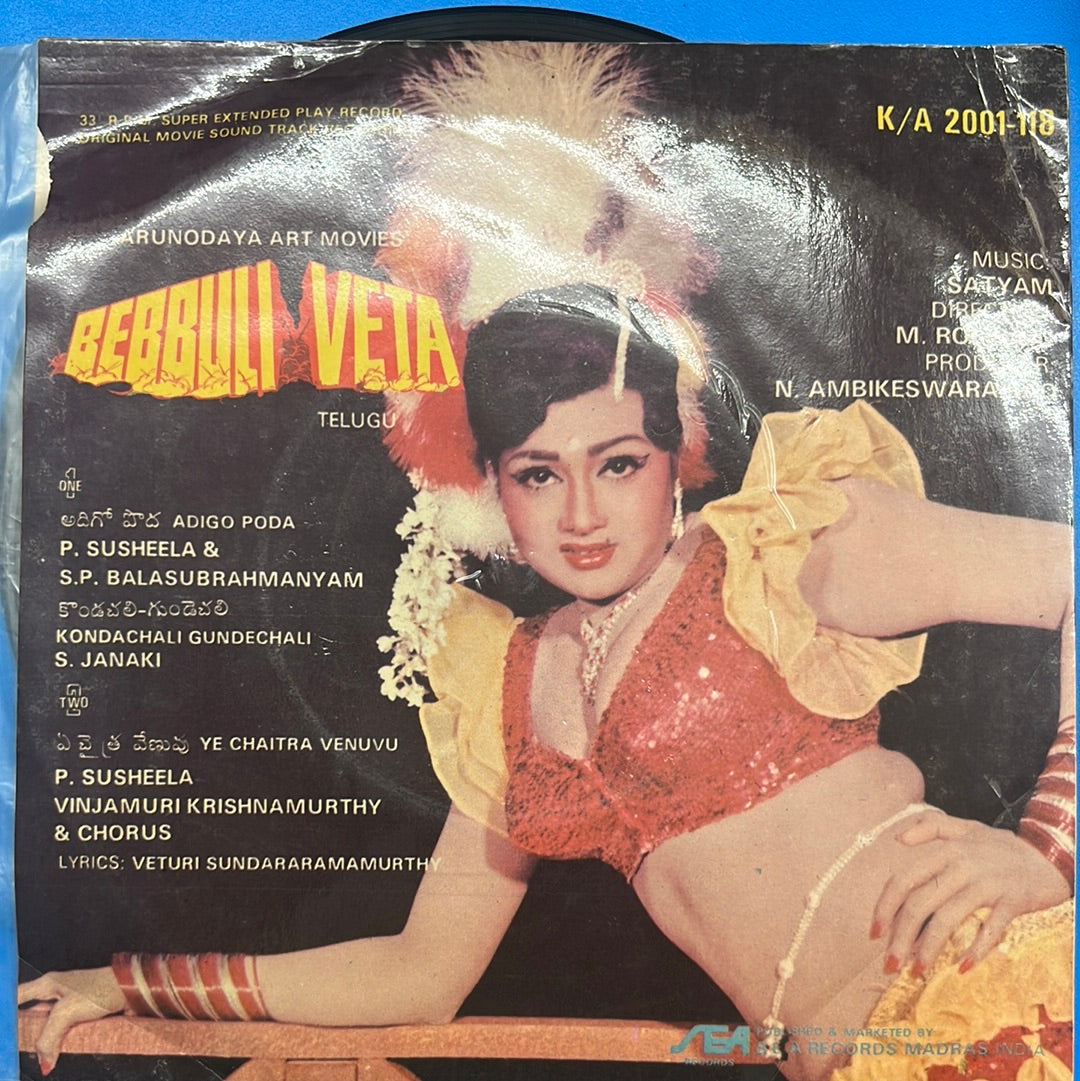 33 R.P.M. SUPER EXTENDED PLAY RECORD
ORIGINAL MOVIE SOUND TRACK
K/A 2001-118
ARUNODAYA ART MOVIES
BEBBULI VETA
TELUGU
MUSIC:
SATYAM
M.
N. AMBIKESWARA
ONE
అదిగో పొద ADIGO PODA
P. SUSHEELA &
S.P. BALASUBRAHMANYAM
కొండచలి-గుండెచలి
KONDACHALI GUNDECHALI
S. JANAKI
TWO
ఏ చైత్ర వేణువు YE CHAITRA VENUVU
P. SUSHEELA
VINJAMURI KRISHNAMURTHY
& CHORUS
LYRICS: VETURI SUNDARARAMAMURTHY
SEA
RECORDS
PUBLISHED & MARKETED BY
S E A RECORDS MADRAS INDIA